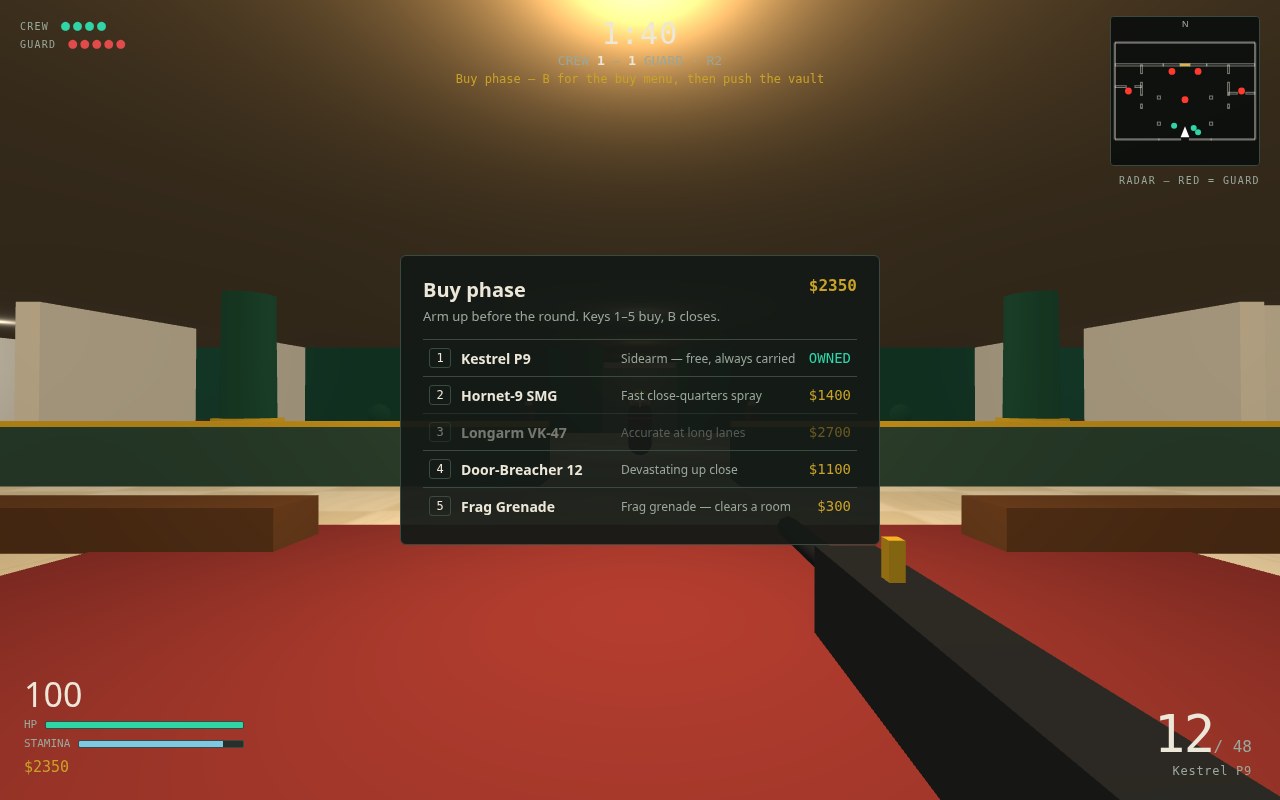 CREW
GUARD
1:40
CREW 1 1 GUARD R2
Buy phase — B for the buy menu, then push the vault
N
RADAR — RED = GUARD
Buy phase $2350
Arm up before the round. Keys 1–5 buy, B closes.
1 Kestrel P9 Sidearm — free, always carried OWNED
2 Hornet-9 SMG Fast close-quarters spray $1400
3 Longarm VK-47 Accurate at long lanes $2700
4 Door-Breacher 12 Devastating up close $1100
5 Frag Grenade Frag grenade — clears a room $300
100
HP
STAMINA
$2350
12 / 48
Kestrel P9